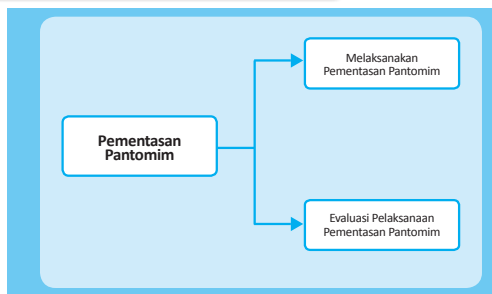 Melaksanakan
Pementasan Pantomim
Pementasan
Pantomim
Evaluasi Pelaksanaan
Pementasan Pantomim